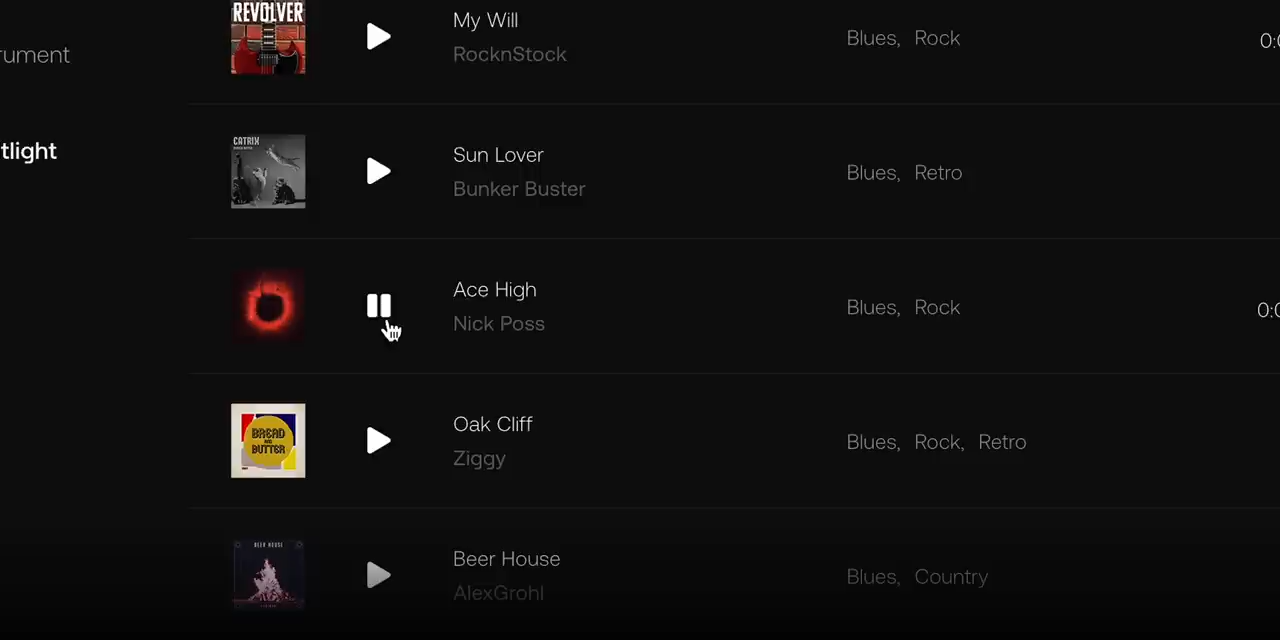 REVOLVER
My Will
RocknStock
Blues, Rock
0:0
rument
tlight
CATRIX
Sun Lover
Bunker Buster
Blues, Retro
Ace High
Nick Poss
Blues, Rock
0:0
BREAD
AND
BUTTER
Oak Cliff
Ziggy
Blues, Rock, Retro
BEER HOUSE
Beer House
AlexGrohl
Blues, Country